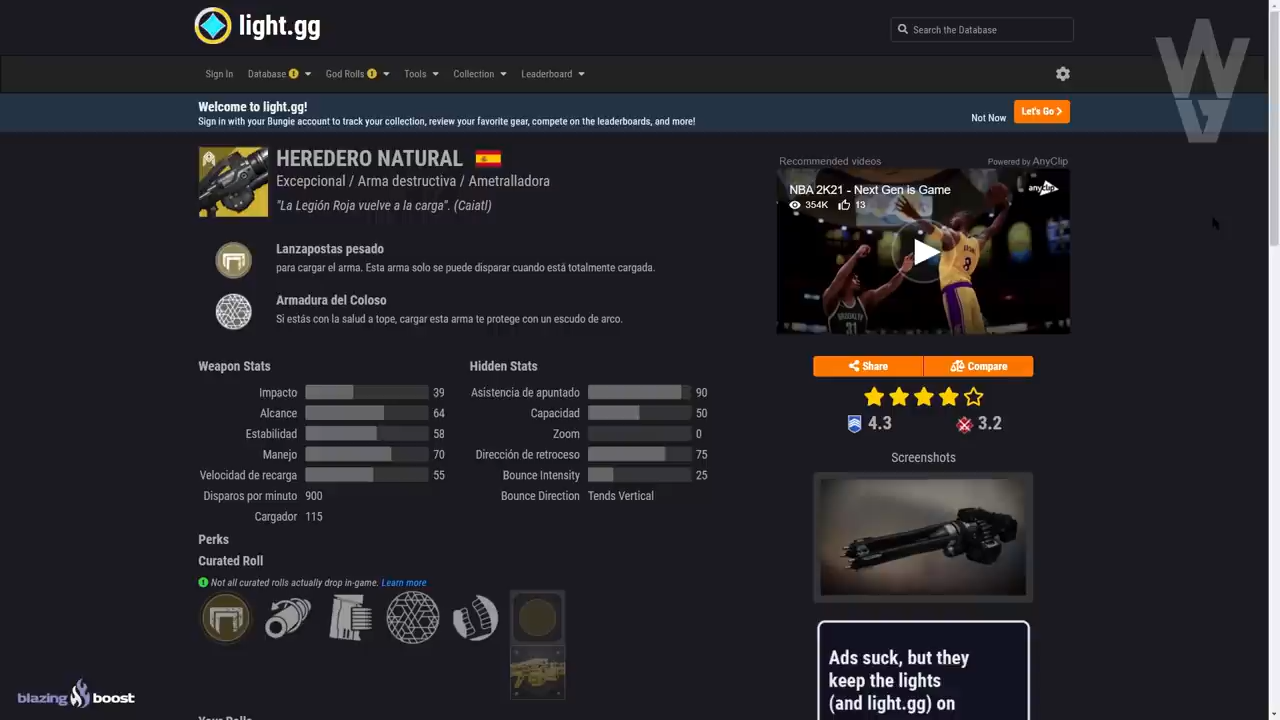 light.gg
Search the Database
WG
Sign In Database God Rolls Tools Collection Leaderboard
Welcome to light.gg!
Sign in with your Bungie account to track your collection, review your favorite gear, compete on the leaderboards, and more!
Not Now
Let's Go
HEREDERO NATURAL
Excepcional / Arma destructiva / Ametralladora
"La Legión Roja vuelve a la carga". (Caiatl)
Lanzapostas pesado
para cargar el arma. Esta arma solo se puede disparar cuando está totalmente cargada.
Armadura del Coloso
Si estás con la salud a tope, cargar esta arma te protege con un escudo de arco.
Weapon Stats
Impacto 39
Alcance 64
Estabilidad 58
Manejo 70
Velocidad de recarga 55
Disparos por minuto 900
Cargador 115
Hidden Stats
Asistencia de apuntado 90
Capacidad 50
Zoom 0
Dirección de retroceso 75
Bounce Intensity 25
Bounce Direction Tends Vertical
Perks
Curated Roll
Not all curated rolls actually drop in-game. Learn more
Recommended videos
Powered by AnyClip
NBA 2K21 - Next Gen is Game
354K 13
anyclip
BROOKLYN
31
8
Share
Compare
4.3
3.2
Screenshots
Ads suck, but they
keep the lights
(and light.gg) on
blazing boost